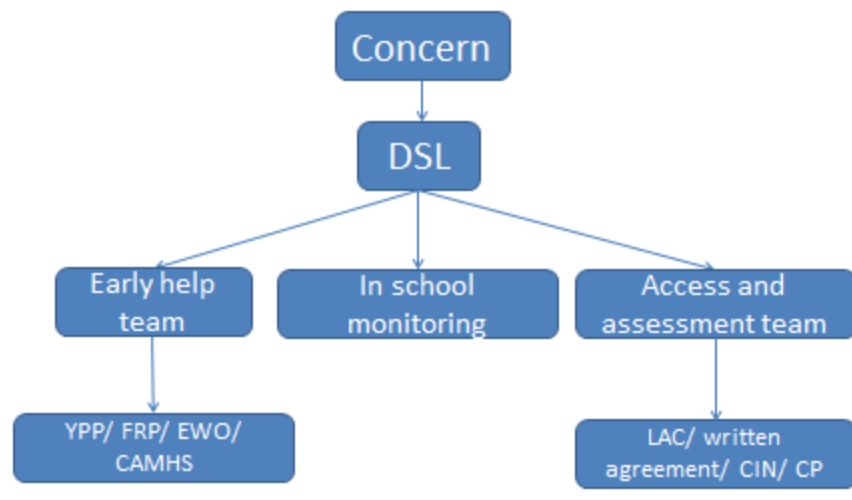 Concern
DSL
Early help
team
In school
monitoring
Access and
assessment team
YPP/ FRP/ EWO/
CAMHS
LAC/ written
agreement/ CIN/ CP